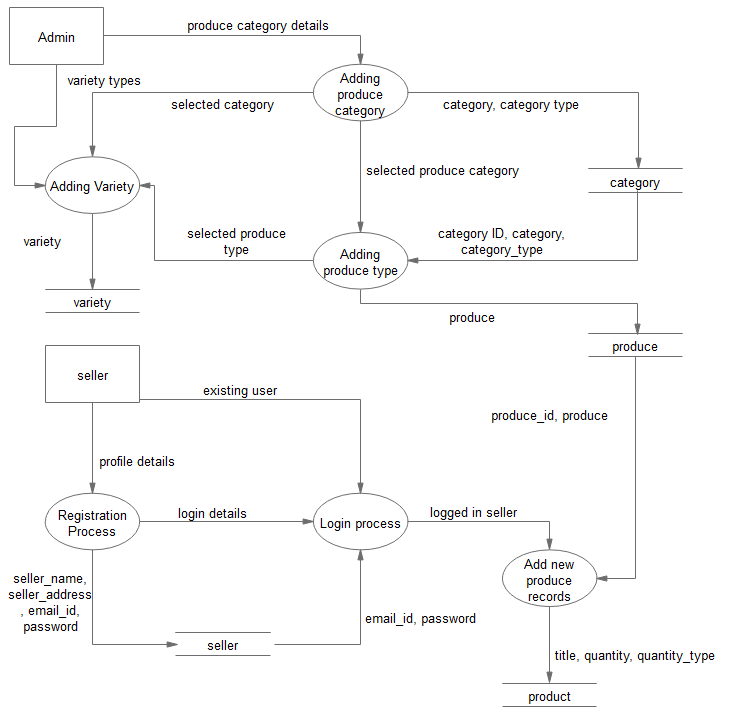 produce category details
Admin
variety types
Adding
produce
category
selected category
category, category type
selected produce category
category
Adding Variety
selected produce
type
category ID, category,
category_type
variety
Adding
produce type
variety
produce
produce
seller
existing user
produce_id, produce
profile details
Registration
Process
login details
Login process
logged in seller
Add new
produce
records
seller_name,
seller_address
, email_id,
password
email_id, password
seller
title, quantity, quantity_type
product